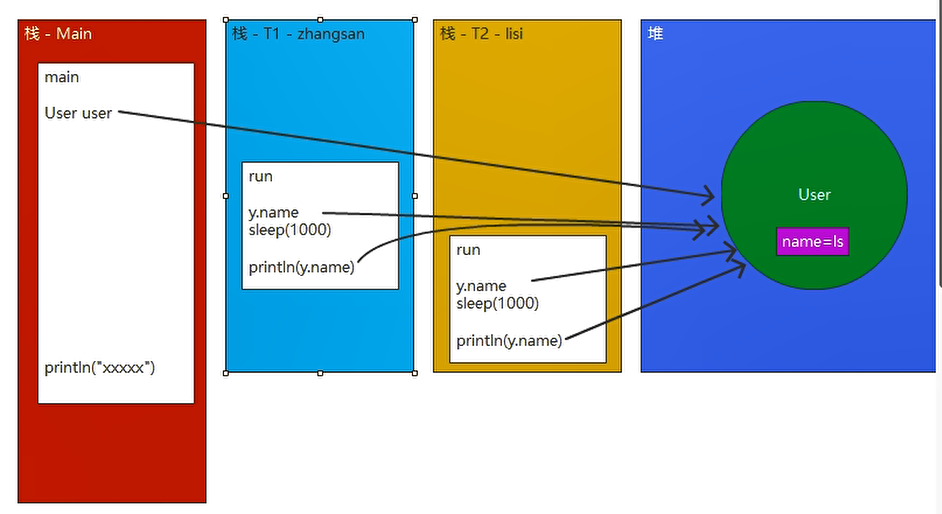 栈 - Main
main
User user
println("xxxxx")
栈 - T1 - zhangsan
run
y.name
sleep(1000)
println(y.name)
栈 - T2 - lisi
run
y.name
sleep(1000)
println(y.name)
堆
User
name=ls